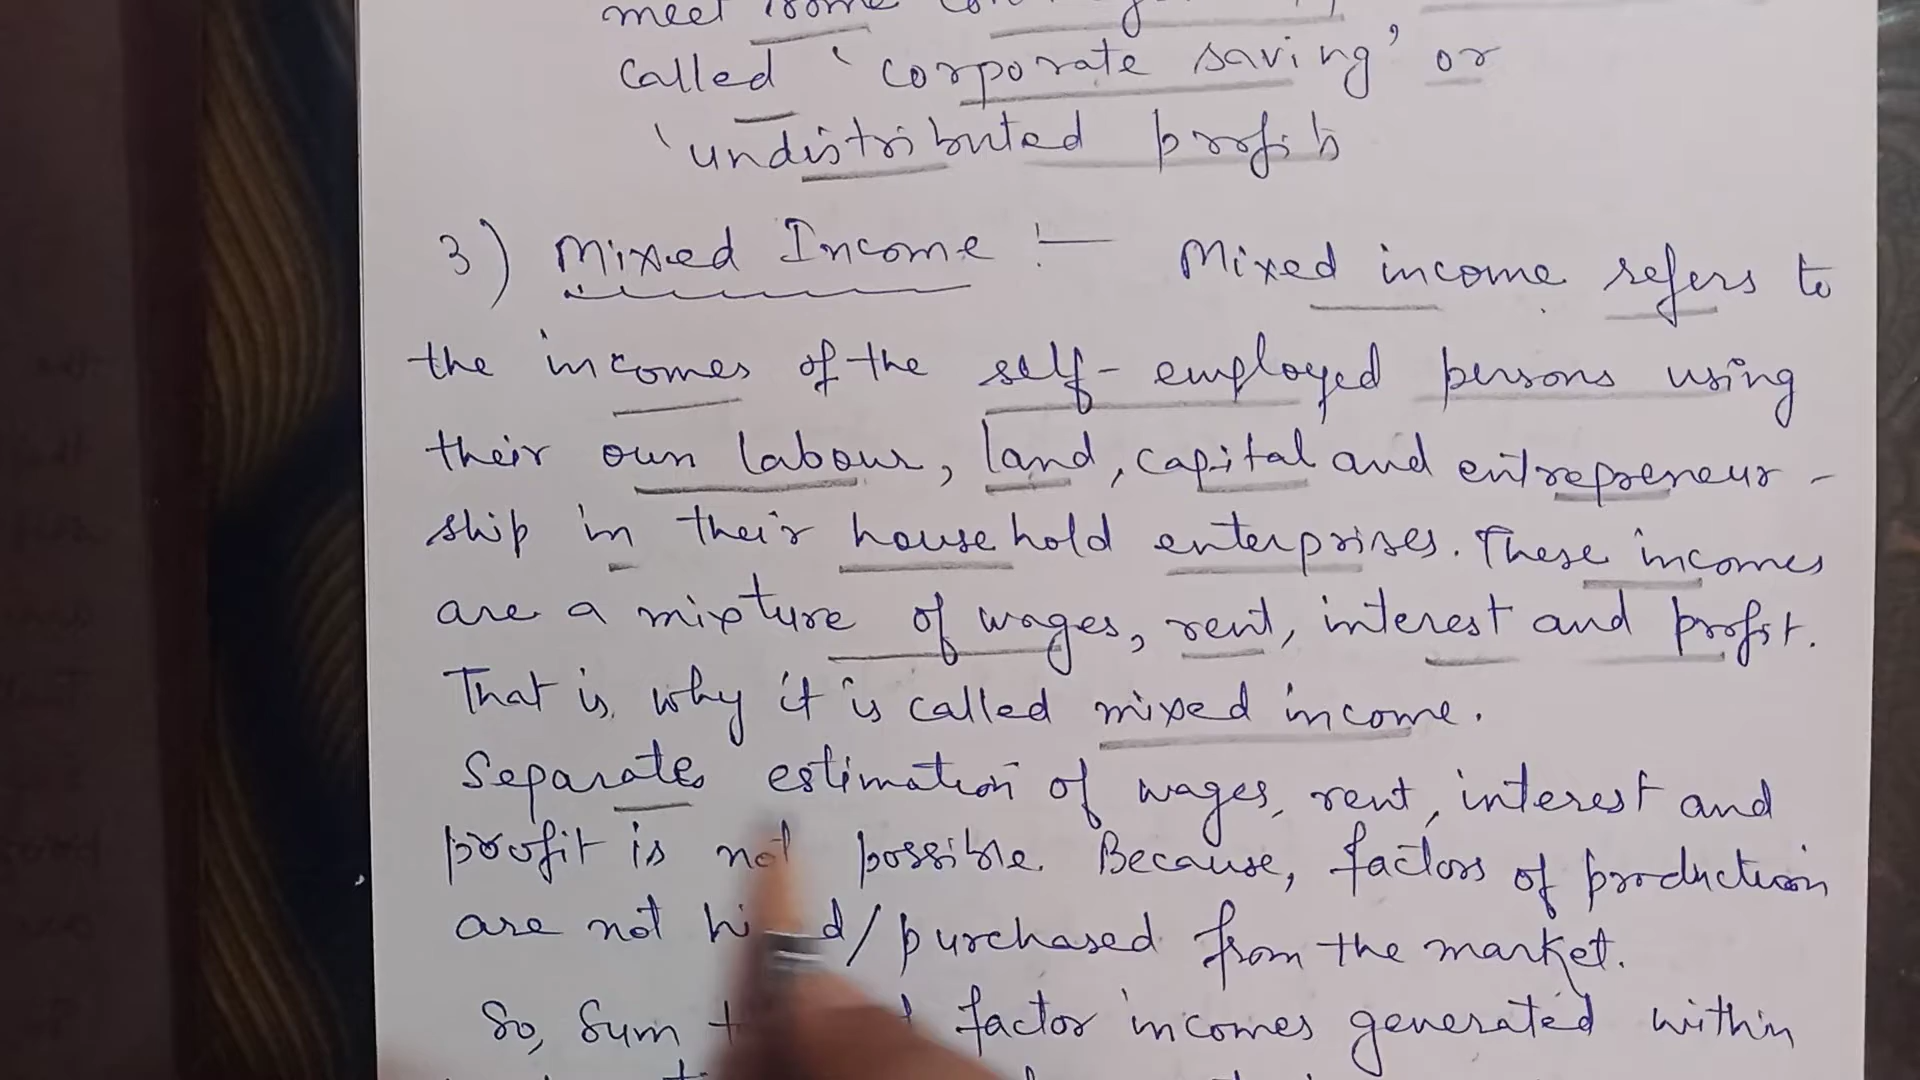 meet some
called 'corporate saving' or
'undistributed profits
3) Mixed Income :- Mixed income refers to
the incomes of the self-employed persons using
their own labour, land, capital and entrepreneur-
ship in their household enterprises. These incomes
are a mixture of wages, rent, interest and profit.
That is why it is called mixed income.
Separate estimation of wages, rent, interest and
profit is not possible. Because, factors of production
are not /purchased from the market.
So, Sum factor incomes generated within